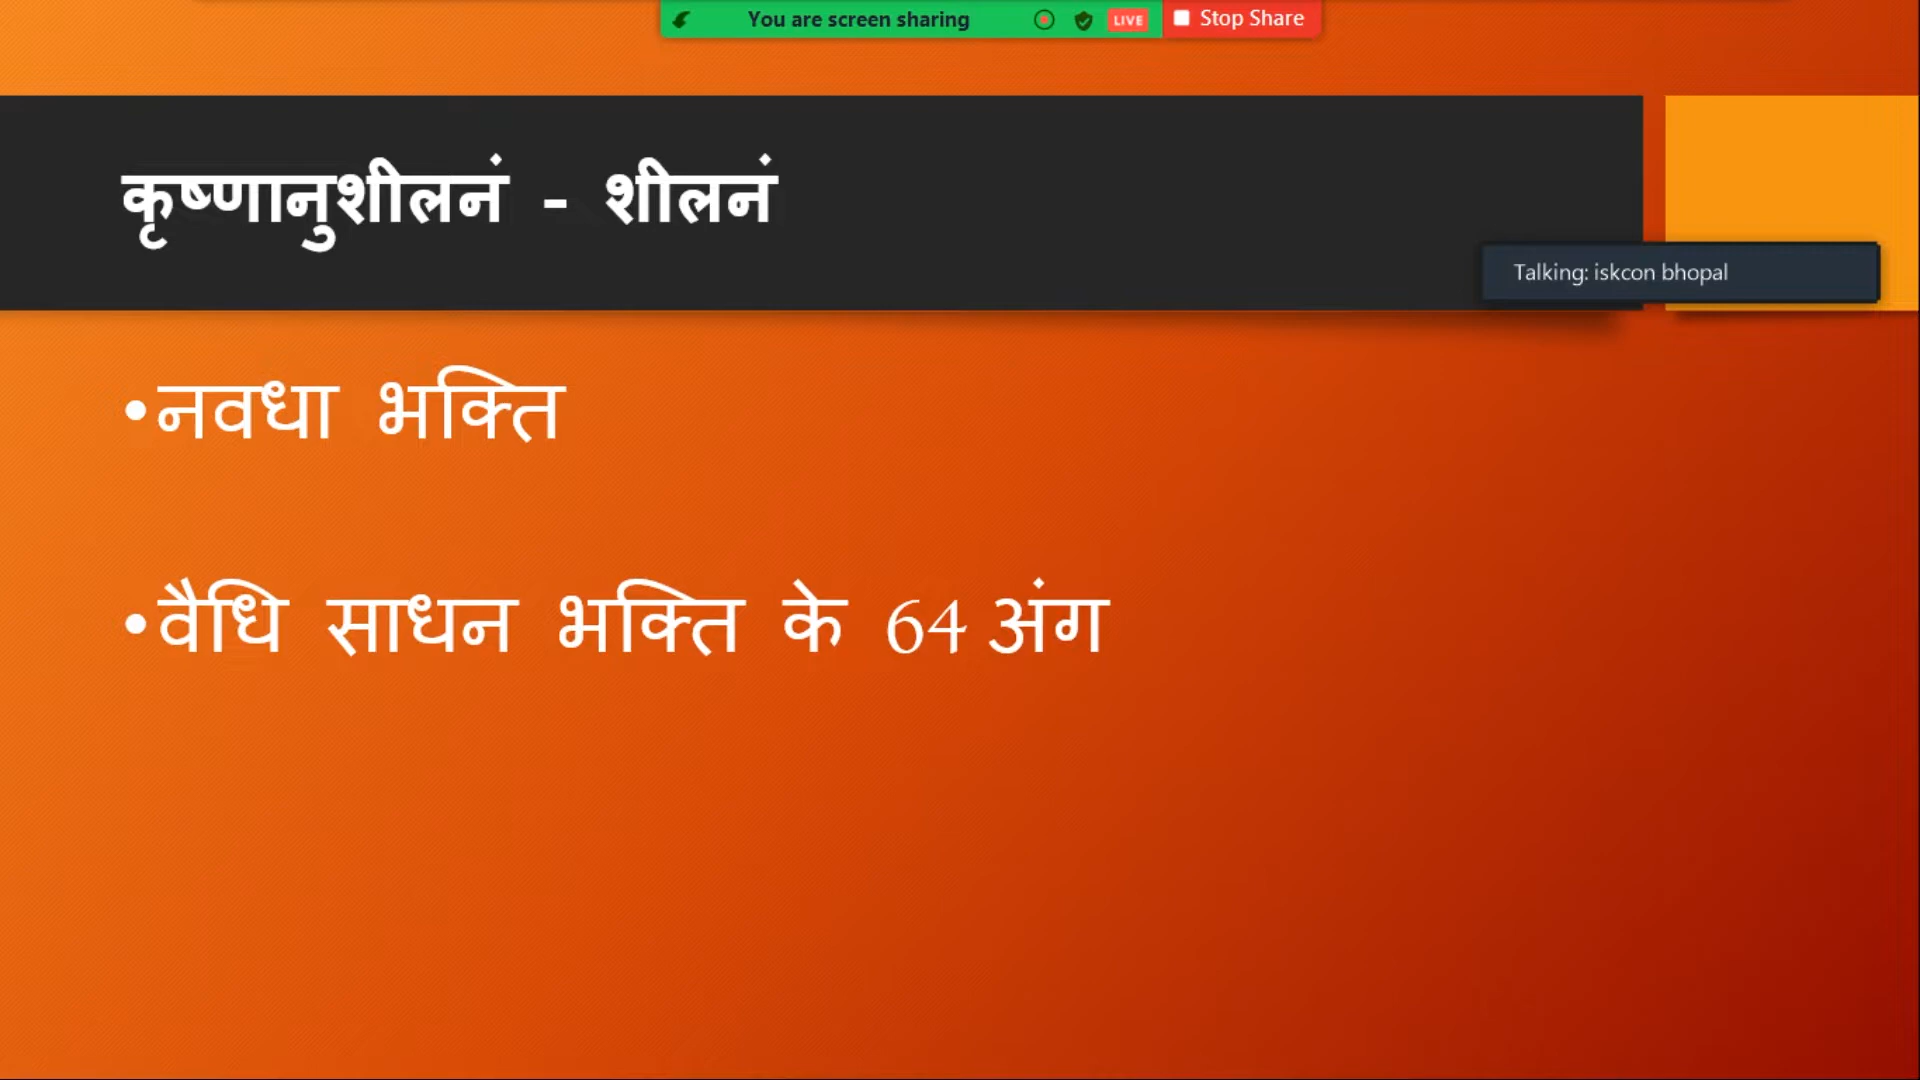 You are screen sharing LIVE Stop Share
कृष्णानुशीलनं - शीलनं
Talking: iskcon bhopal
•नवधा भक्ति
•वैधि साधन भक्ति के 64 अंग